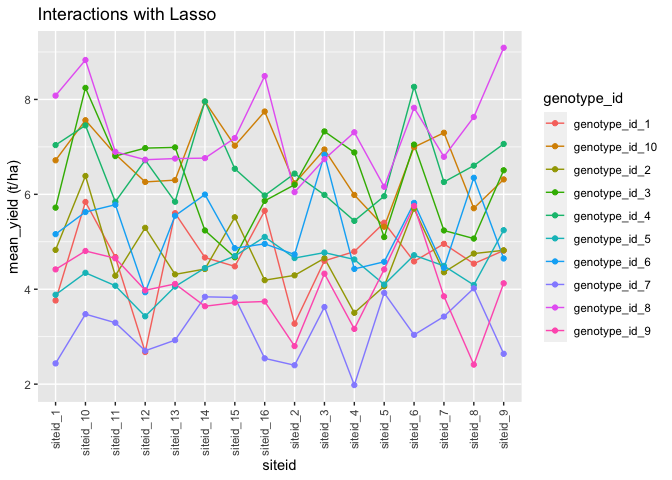 Interactions with Lasso
mean_yield (t/ha)
8
6
4
2
siteid_1
siteid_10
siteid_11
siteid_12
siteid_13
siteid_14
siteid_15
siteid_16
siteid_2
siteid_3
siteid_4
siteid_5
siteid_6
siteid_7
siteid_8
siteid_9
siteid
genotype_id
genotype_id_1
genotype_id_10
genotype_id_2
genotype_id_3
genotype_id_4
genotype_id_5
genotype_id_6
genotype_id_7
genotype_id_8
genotype_id_9